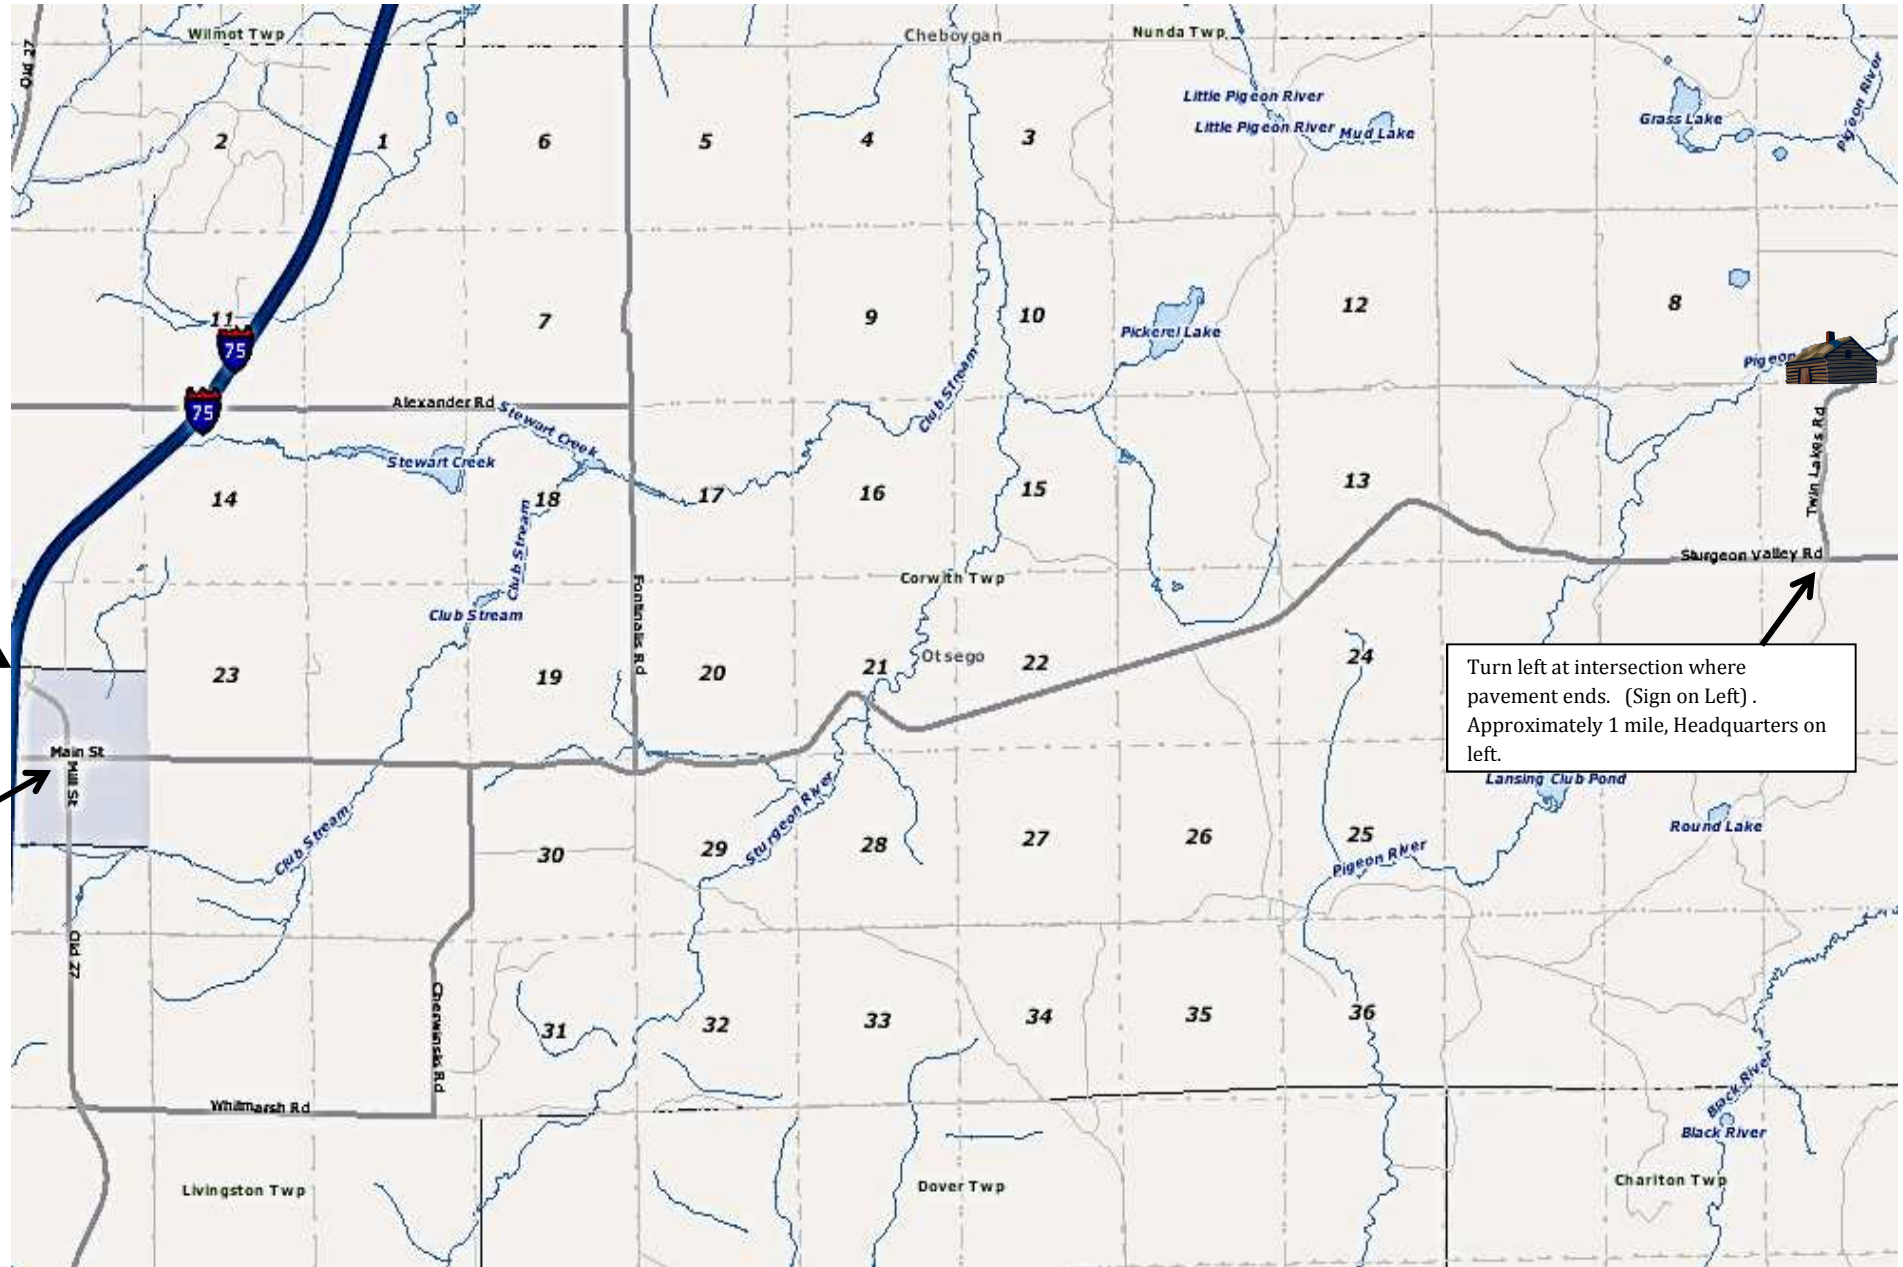 Wilmot Twp
Cheboygan
Nunda Twp
Old 27
Little Pigeon River
Little Pigeon River
Mud Lake
Grass Lake
Pigeon River
2
1
6
5
4
3
11
75
7
9
10
Pickerel Lake
12
8
Pigeon
75
Alexander Rd
Stewart Creek
Club Stream
Twin Lakes Rd
Stewart Creek
14
18
17
16
15
13
Club Stream
Sturgeon Valley Rd
Corwith Twp
Fontinalis Rd
Club Stream
23
19
20
21
Otsego
22
24
Turn left at intersection where
pavement ends. (Sign on Left) .
Approximately 1 mile, Headquarters on
left.
Main St
Mill St
Lansing Club Pond
Round Lake
Club Stream
Sturgeon River
30
29
28
27
26
25
Pigeon River
Old 27
Cherwinski Rd
31
32
33
34
35
36
Whitmarsh Rd
Black River
Black River
Livingston Twp
Dover Twp
Charlton Twp